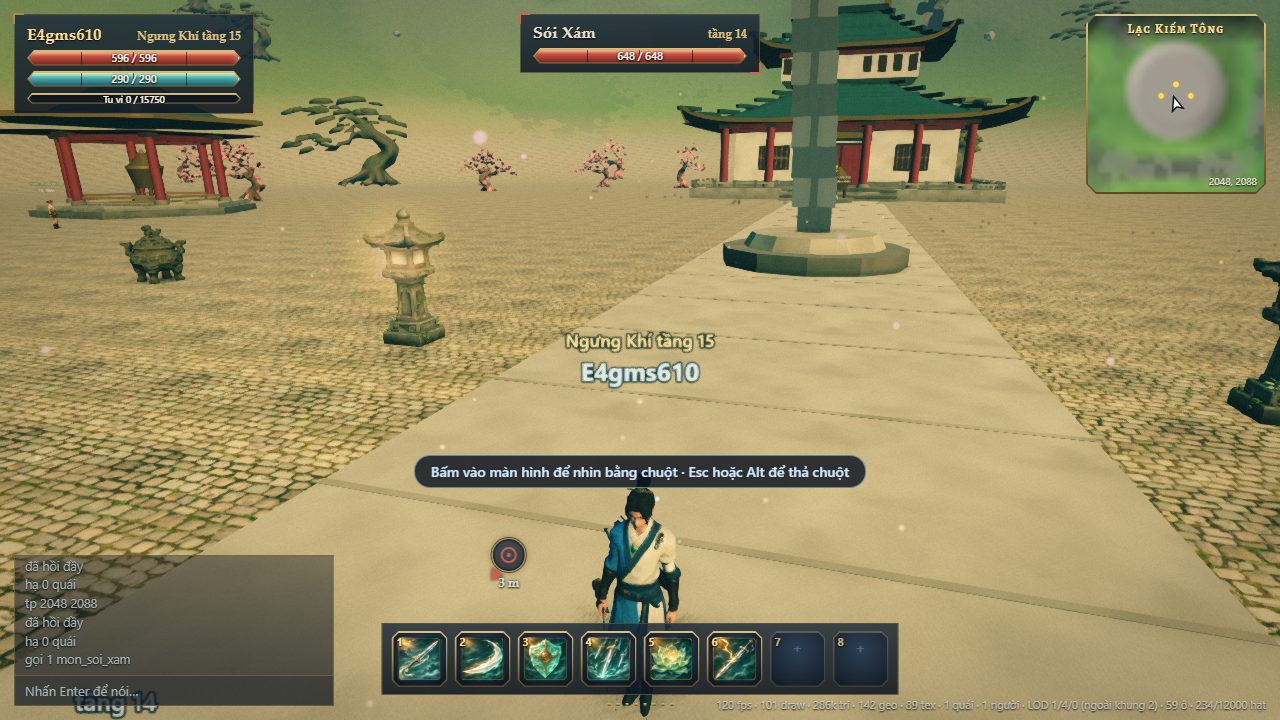 E4gms610 Ngưng Khí tầng 15
596 / 596
290 / 290
Tu vi 0 / 15750
Sói Xám tầng 14
648 / 648
LẠC KIẾM TÔNG
2048, 2088
Ngưng Khí tầng 15
E4gms610
Bấm vào màn hình để nhìn bằng chuột · Esc hoặc Alt để thả chuột
3 m
đã hồi đầy
hạ 0 quái
tp 2048 2088
đã hồi đầy
hạ 0 quái
gọi 1 mon_soi_xam
Nhấn Enter để nói...
tầng 14
1 2 3 4 5 6 7 8
+ +
120 fps · 101 draw · 286k tri · 142 geo · 89 tex · 1 quái · 1 người · LOD 1/4/0 (ngoài khung 2) · 59 ô · 234/12000 hạt